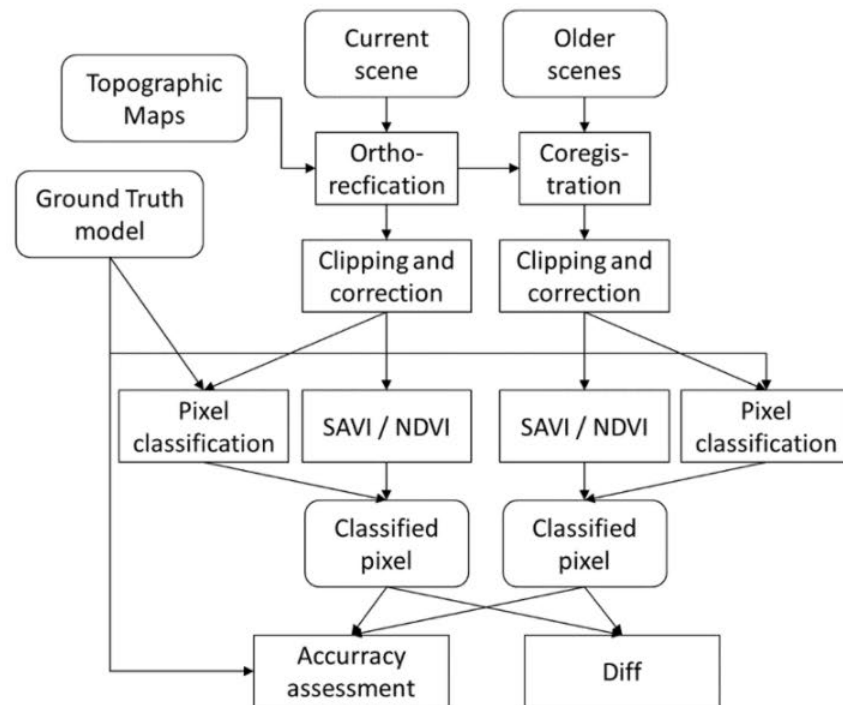 Current
scene
Older
scenes
Topographic
Maps
Ortho-
recfication
Coregis-
tration
Ground Truth
model
Clipping and
correction
Clipping and
correction
Pixel
classification
SAVI / NDVI
SAVI / NDVI
Pixel
classification
Classified
pixel
Classified
pixel
Accurracy
assessment
Diff